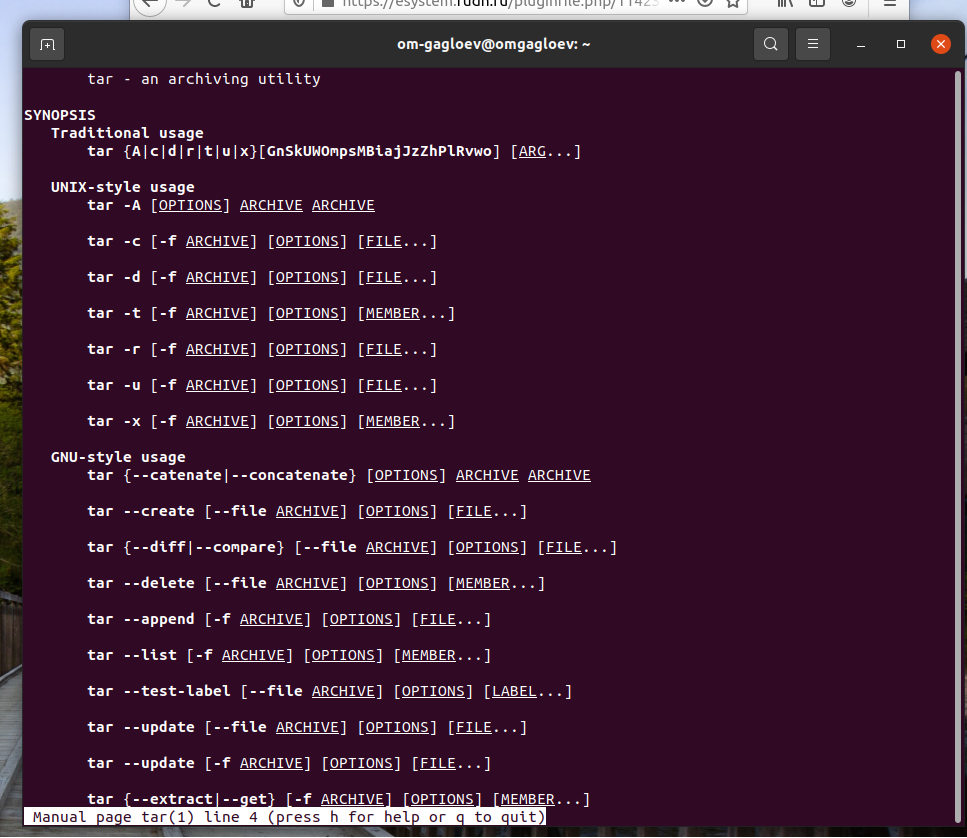 https://esystem.rudn.ru/pluginfile.php/11423
om-gagloev@omgagloev: ~
tar - an archiving utility
SYNOPSIS
Traditional usage
tar {A|c|d|r|t|u|x}[GnSkUWOmpsMBiajJzZhPlRvwo] [ARG...]
UNIX-style usage
tar -A [OPTIONS] ARCHIVE ARCHIVE
tar -c [-f ARCHIVE] [OPTIONS] [FILE...]
tar -d [-f ARCHIVE] [OPTIONS] [FILE...]
tar -t [-f ARCHIVE] [OPTIONS] [MEMBER...]
tar -r [-f ARCHIVE] [OPTIONS] [FILE...]
tar -u [-f ARCHIVE] [OPTIONS] [FILE...]
tar -x [-f ARCHIVE] [OPTIONS] [MEMBER...]
GNU-style usage
tar {--catenate|--concatenate} [OPTIONS] ARCHIVE ARCHIVE
tar --create [--file ARCHIVE] [OPTIONS] [FILE...]
tar {--diff|--compare} [--file ARCHIVE] [OPTIONS] [FILE...]
tar --delete [--file ARCHIVE] [OPTIONS] [MEMBER...]
tar --append [-f ARCHIVE] [OPTIONS] [FILE...]
tar --list [-f ARCHIVE] [OPTIONS] [MEMBER...]
tar --test-label [--file ARCHIVE] [OPTIONS] [LABEL...]
tar --update [--file ARCHIVE] [OPTIONS] [FILE...]
tar --update [-f ARCHIVE] [OPTIONS] [FILE...]
tar {--extract|--get} [-f ARCHIVE] [OPTIONS] [MEMBER...]
Manual page tar(1) line 4 (press h for help or q to quit)